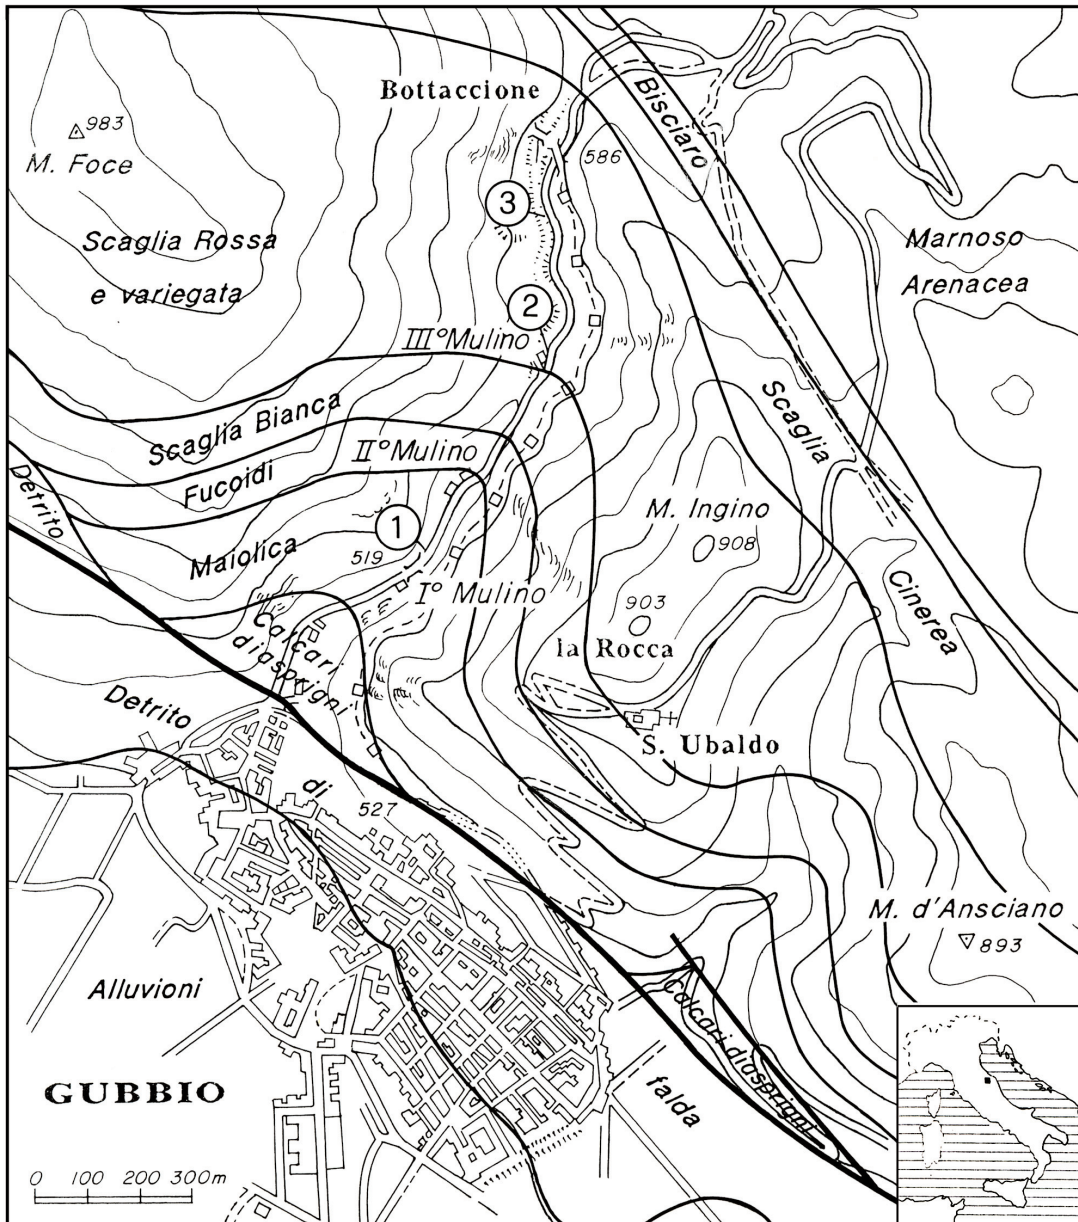 Bottaccione
Bisciaro
983
M. Foce
586
3
Scaglia Rossa
e variegata
Marnoso
Arenacea
2
III° Mulino
Scaglia Bianca
Scaglia
II° Mulino
Fucoidi
Detrito
M. Ingino
1
908
Maiolica
519
Cinerea
I° Mulino
903
Calcari
diasprigni
la Rocca
Detrito
S. Ubaldo
di
527
M. d'Ansciano
893
Alluvioni
Calcari diasprigni
GUBBIO
falda
0 100 200 300m